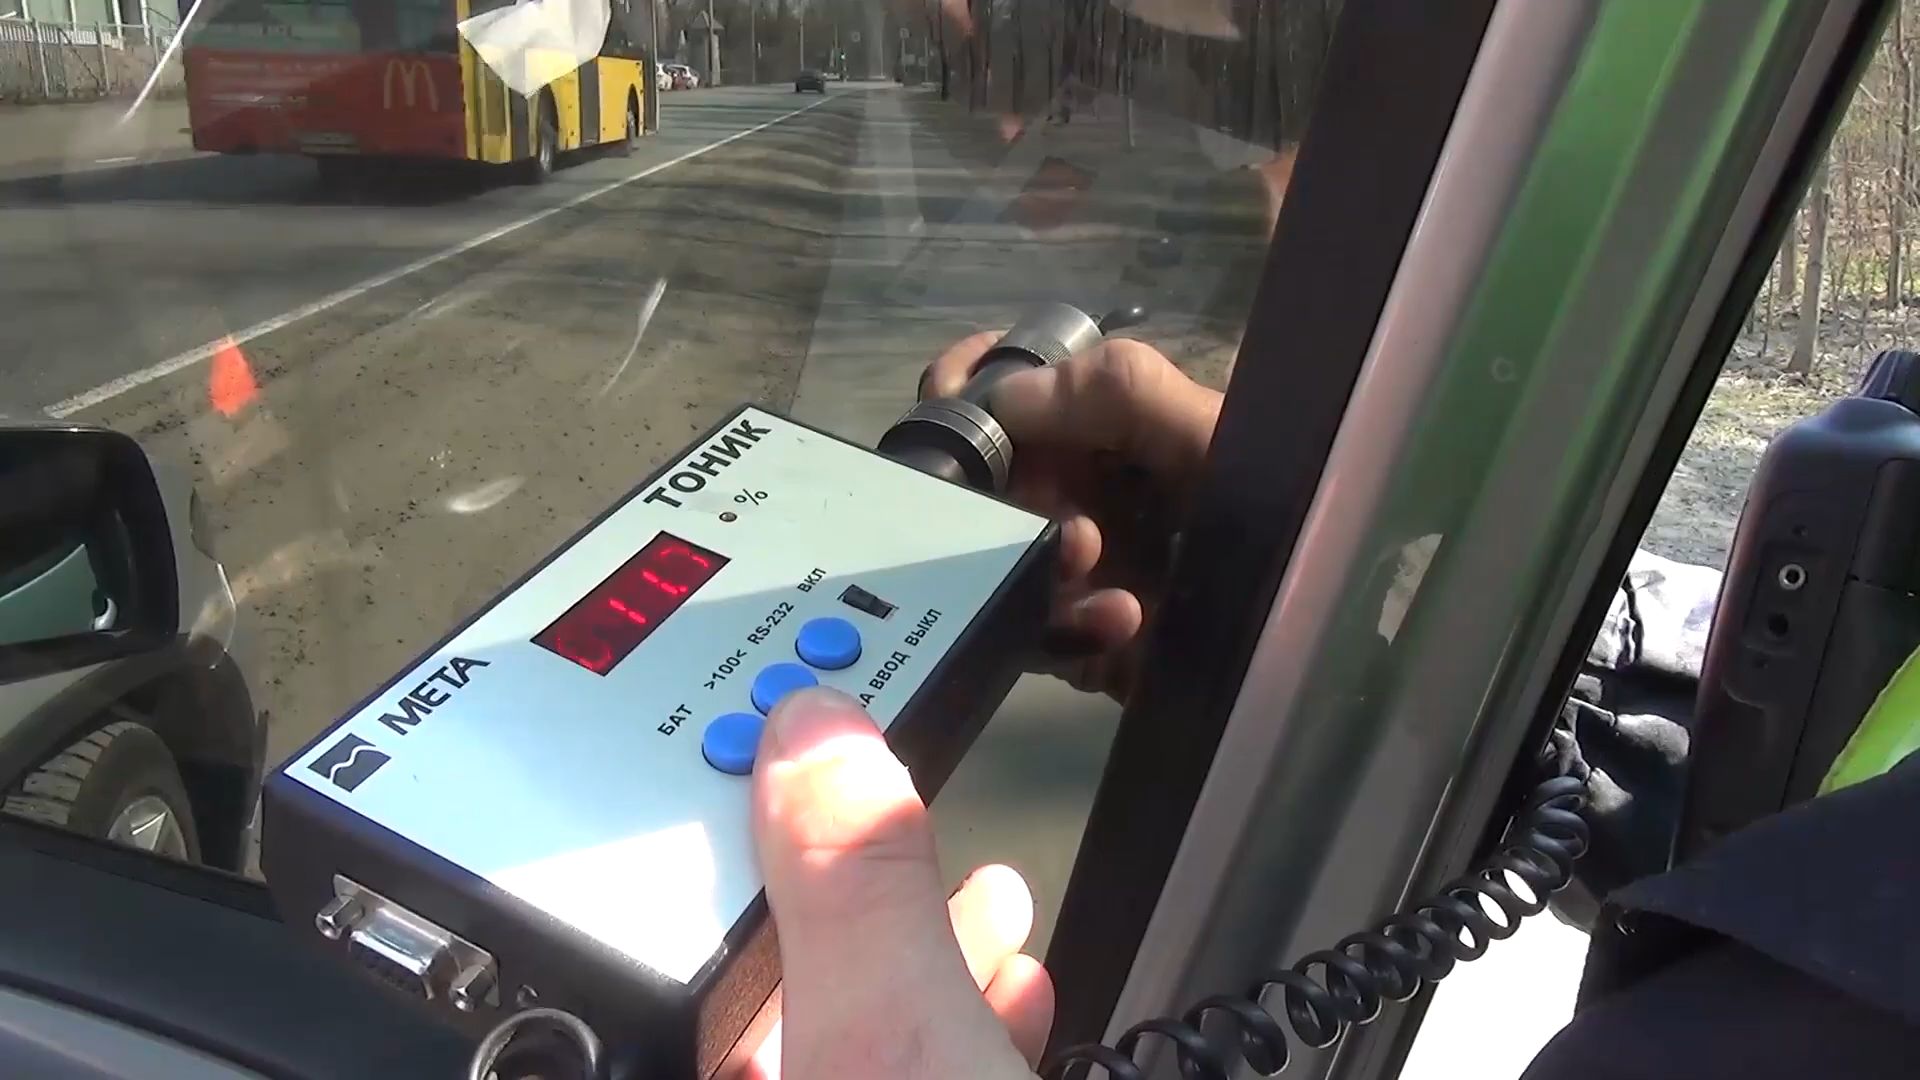 ТОНИК
%
МЕТА
БАТ >100< RS-232 ВКЛ
ВВОД ВЫКЛ